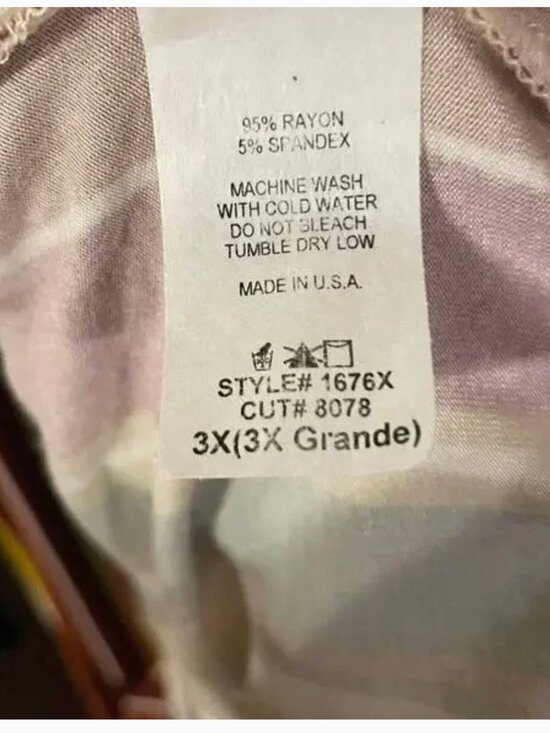 95% RAYON
5% SPANDEX
MACHINE WASH
WITH COLD WATER
DO NOT BLEACH
TUMBLE DRY LOW
MADE IN U.S.A.
STYLE# 1676X
CUT# 8078
3X(3X Grande)